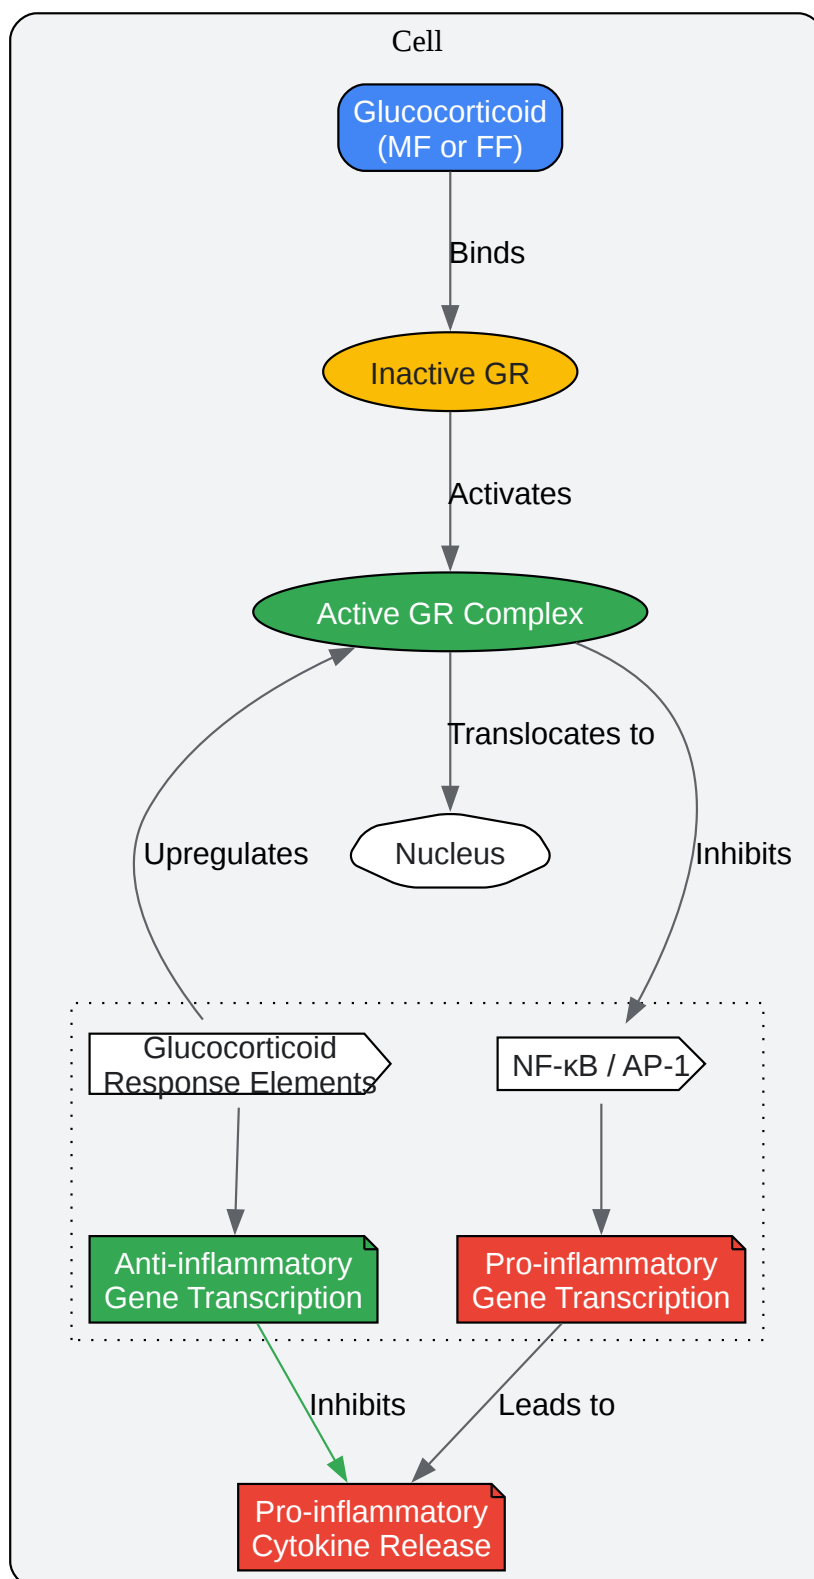 Cell
Glucocorticoid
(MF or FF)
Binds
Inactive GR
Activates
Active GR Complex
Translocates to
Upregulates
Nucleus
Inhibits
Glucocorticoid
Response Elements
NF-κB / AP-1
Anti-inflammatory
Gene Transcription
Pro-inflammatory
Gene Transcription
Inhibits
Leads to
Pro-inflammatory
Cytokine Release